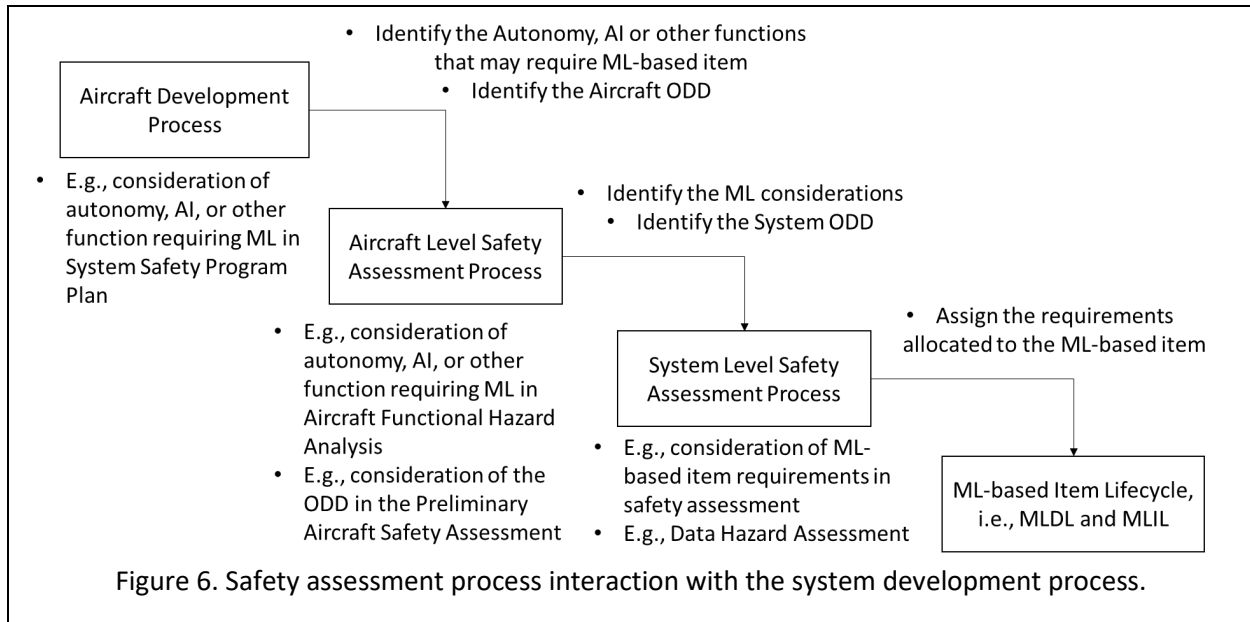 • Identify the Autonomy, AI or other functions
that may require ML-based item
• Identify the Aircraft ODD
Aircraft Development
Process
• E.g., consideration of
autonomy, AI, or other
function requiring ML in
System Safety Program
Plan
• Identify the ML considerations
• Identify the System ODD
Aircraft Level Safety
Assessment Process
• E.g., consideration of
autonomy, AI, or other
function requiring ML in
Aircraft Functional Hazard
Analysis
• E.g., consideration of the
ODD in the Preliminary
Aircraft Safety Assessment
• Assign the requirements
allocated to the ML-based item
System Level Safety
Assessment Process
• E.g., consideration of ML-
based item requirements in
safety assessment
• E.g., Data Hazard Assessment
ML-based Item Lifecycle,
i.e., MLDL and MLIL
Figure 6. Safety assessment process interaction with the system development process.